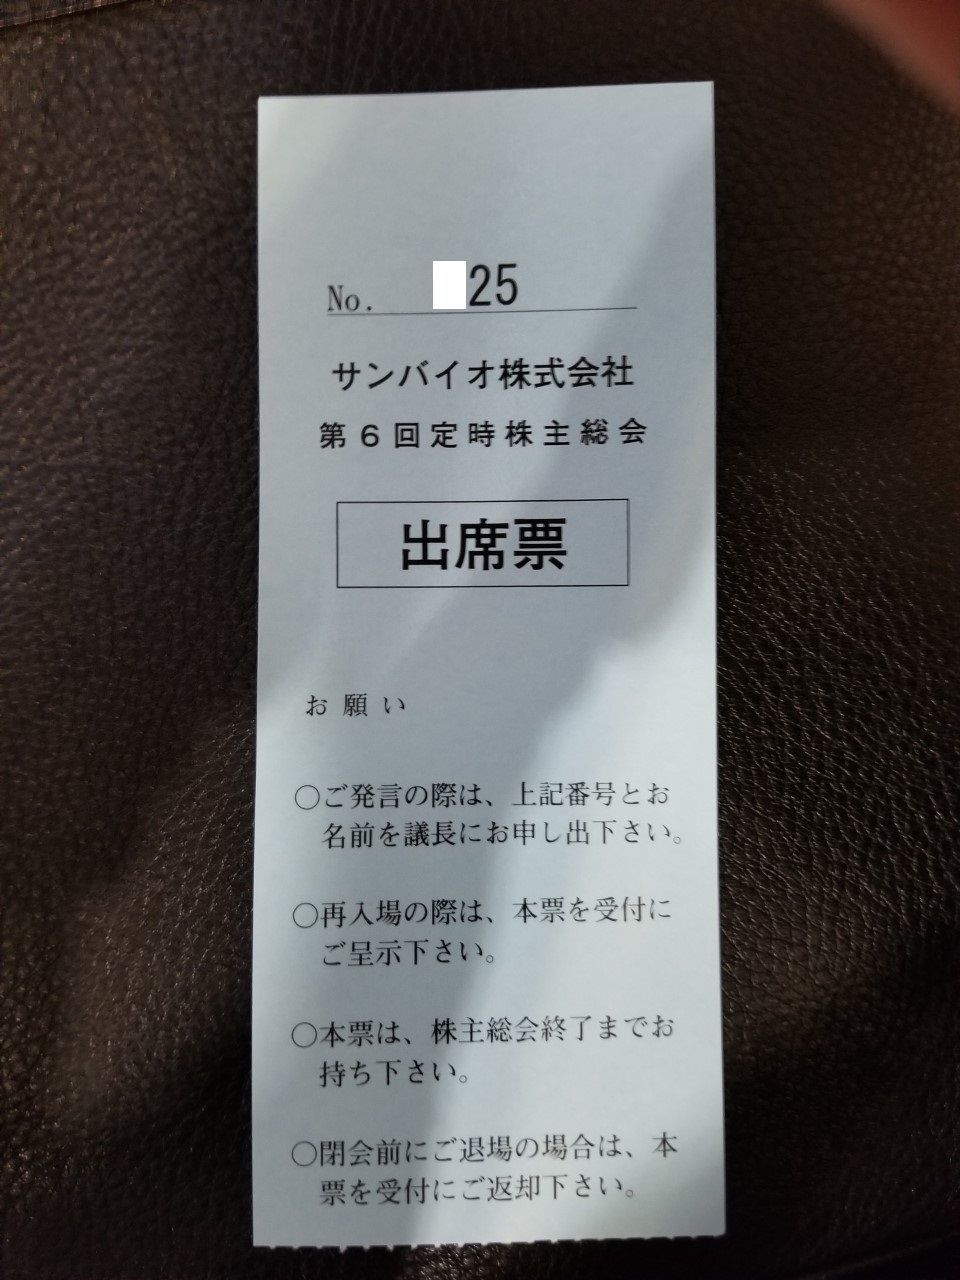 No. 25
サンバイオ株式会社
第6回定時株主総会
出席票
お願い
○ご発言の際は、上記番号とお
名前を議長にお申し出下さい。
○再入場の際は、本票を受付に
ご呈示下さい。
○本票は、株主総会終了までお
持ち下さい。
○閉会前にご退場の場合は、本
票を受付にご返却下さい。